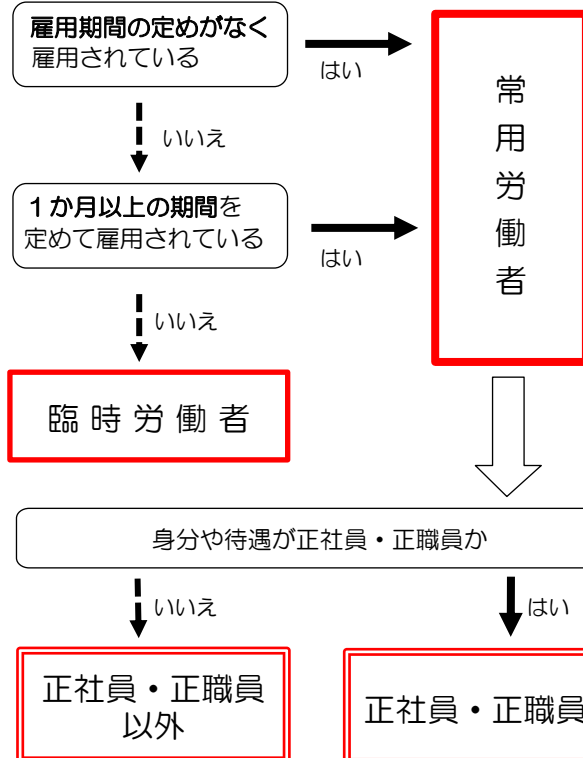 雇用期間の定めがなく
雇用されている
はい
いいえ
常用労働者
１か月以上の期間を
定めて雇用されている
はい
いいえ
臨時労働者
身分や待遇が正社員・正職員か
いいえ
はい
正社員・正職員
以外
正社員・正職員